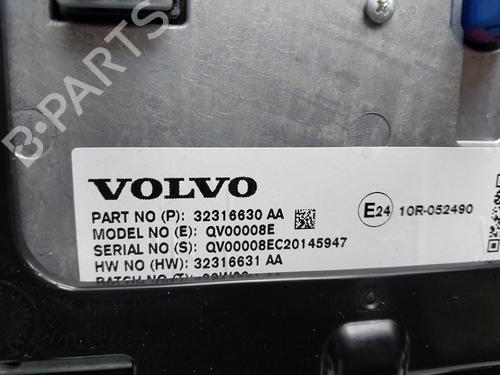 B-PARTS
VOLVO
PART NO (P): 32316630 AA
MODEL NO (E): QV00008E
SERIAL NO (S): QV00008EC20145947
HW NO (HW): 32316631 AA
E24 10R-052490